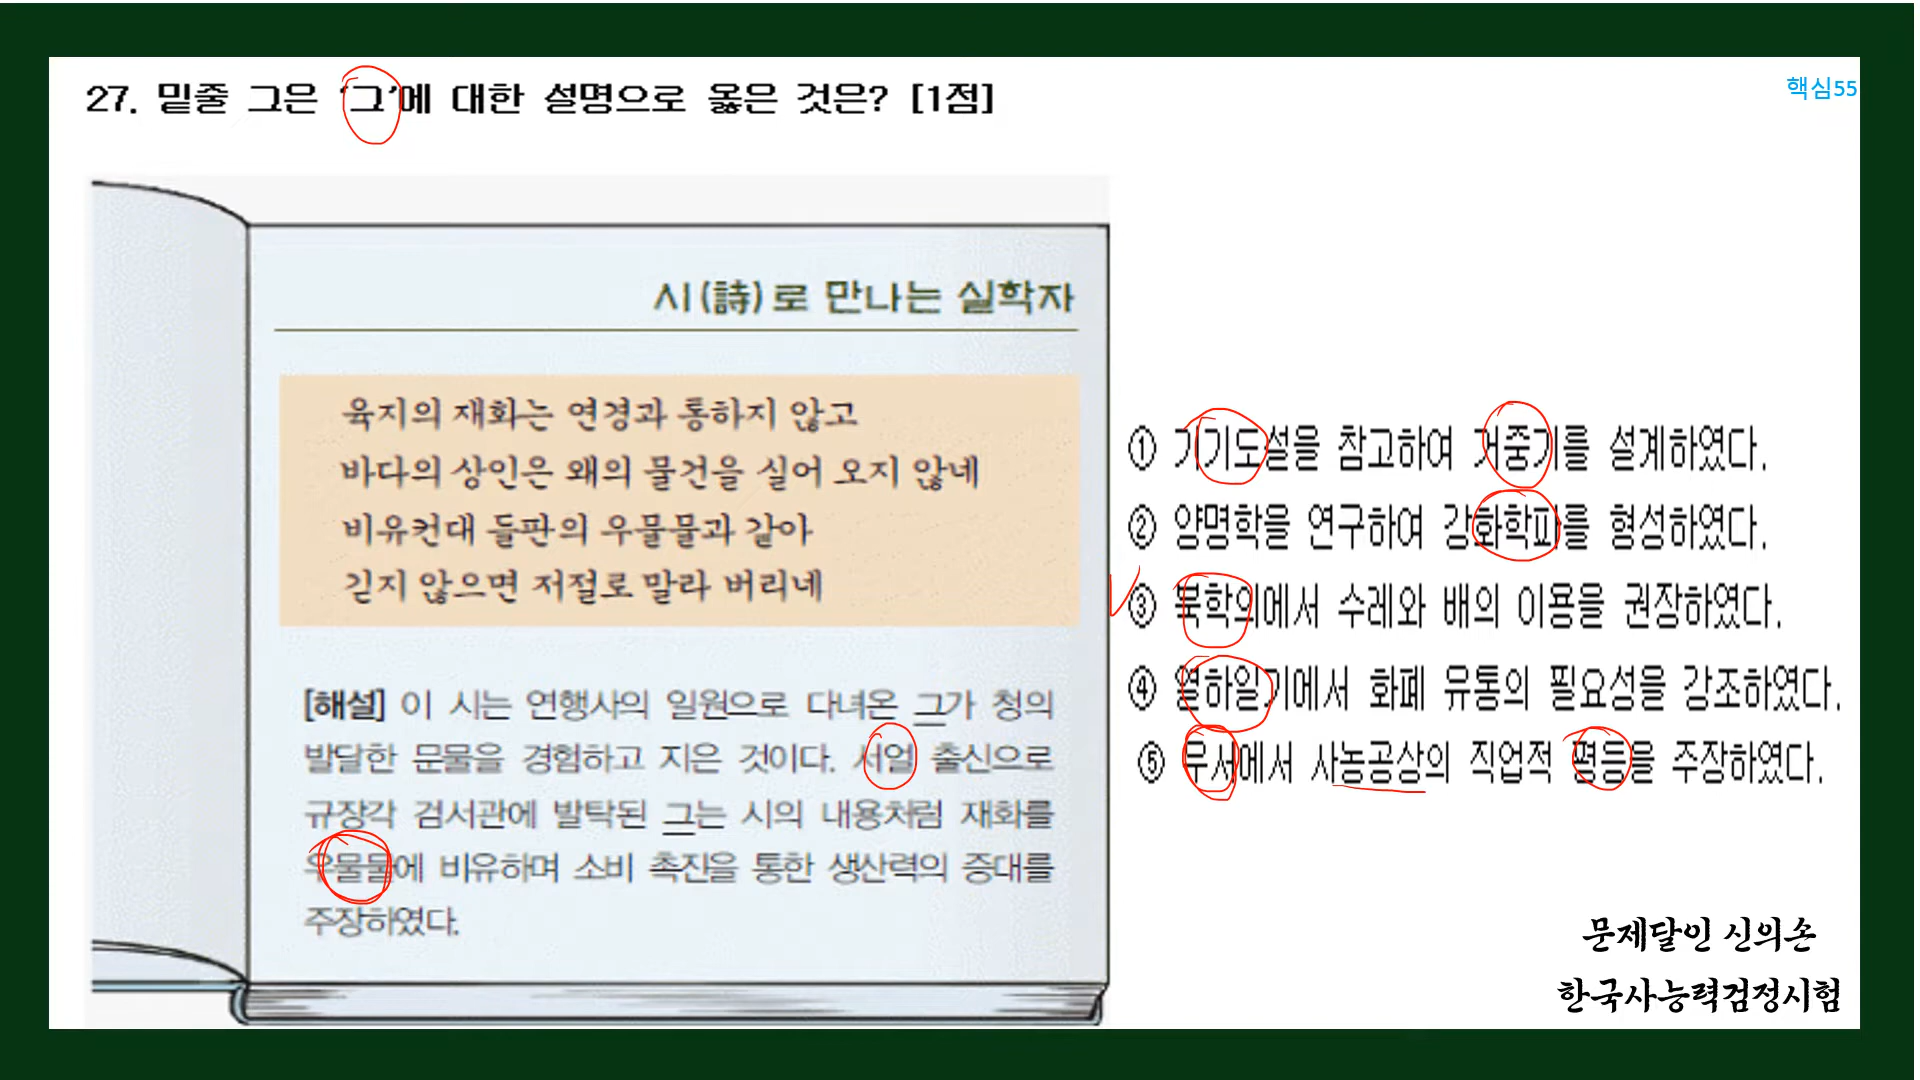 27. 밑줄 그은 '그'에 대한 설명으로 옳은 것은? [1점]
핵심55
시(詩)로 만나는 실학자
육지의 재화는 연경과 통하지 않고
바다의 상인은 왜의 물건을 실어 오지 않네
비유컨대 들판의 우물물과 같아
긷지 않으면 저절로 말라 버리네
[해설] 이 시는 연행사의 일원으로 다녀온 그가 청의
발달한 문물을 경험하고 지은 것이다. 서얼 출신으로
규장각 검서관에 발탁된 그는 시의 내용처럼 재화를
우물물에 비유하며 소비 촉진을 통한 생산력의 증대를
주장하였다.
① 기기도설을 참고하여 거중기를 설계하였다.
② 양명학을 연구하여 강화학파를 형성하였다.
③ 북학의에서 수레와 배의 이용을 권장하였다.
④ 열하일기에서 화폐 유통의 필요성을 강조하였다.
⑤ 우서에서 사농공상의 직업적 평등을 주장하였다.
문제달인 신의손
한국사능력검정시험